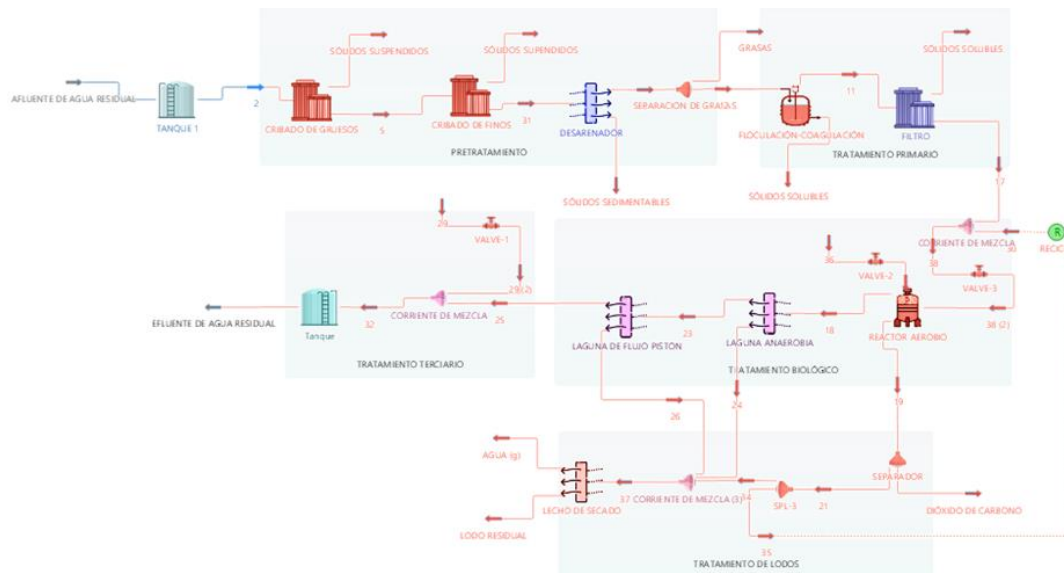 SÓLIDOS SUSPENDIDOS
SÓLIDOS SUPENDIDOS
GRASAS
SÓLIDOS SOLUBLES
AFLUENTE DE AGUA RESIDUAL
TANQUE 1
2
CRIBADO DE GRUESOS
5
CRIBADO DE FINOS
31
DESARENADOR
SEPARACIÓN DE GRASAS
FLOCULACIÓN-COAGULACIÓN
11
FILTRO
PRETRATAMIENTO
TRATAMIENTO PRIMARIO
17
SÓLIDOS SEDIMENTABLES
SÓLIDOS SOLUBLES
29
VALVE-1
29 (2)
36
VALVE-2
CORRIENTE DE MEZCLA
38
30
R
RECIC
VALVE-3
38 (2)
REACTOR AEROBIO
18
LAGUNA ANAEROBIA
23
LAGUNA DE FLUJO PISTON
25
CORRIENTE DE MEZCLA
32
Tanque
EFLUENTE DE AGUA RESIDUAL
TRATAMIENTO TERCIARIO
TRATAMIENTO BIOLÓGICO
26
24
19
AGUA (g)
LECHO DE SECADO
37
CORRIENTE DE MEZCLA (3)
34
SPL-3
21
SEPARADOR
DIÓXIDO DE CARBONO
LODO RESIDUAL
35
TRATAMIENTO DE LODOS